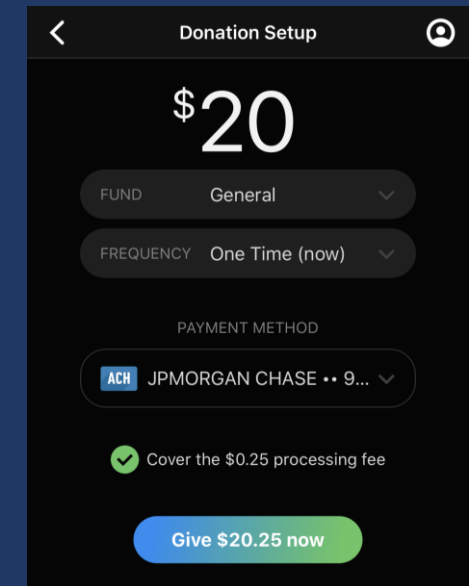 Donation Setup
$20
FUND General
FREQUENCY One Time (now)
PAYMENT METHOD
ACH JPMORGAN CHASE •• 9...
Cover the $0.25 processing fee
Give $20.25 now